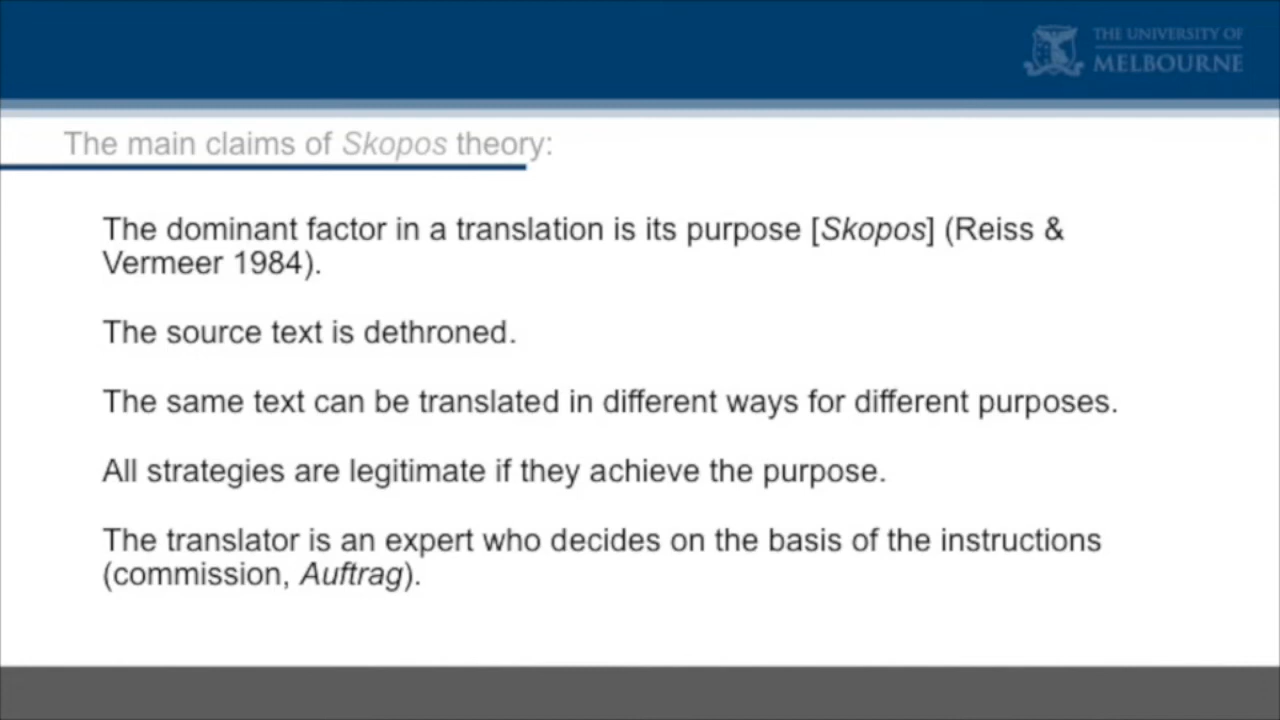 THE UNIVERSITY OF
MELBOURNE
The main claims of Skopos theory:
The dominant factor in a translation is its purpose [Skopos] (Reiss &
Vermeer 1984).
The source text is dethroned.
The same text can be translated in different ways for different purposes.
All strategies are legitimate if they achieve the purpose.
The translator is an expert who decides on the basis of the instructions
(commission, Auftrag).